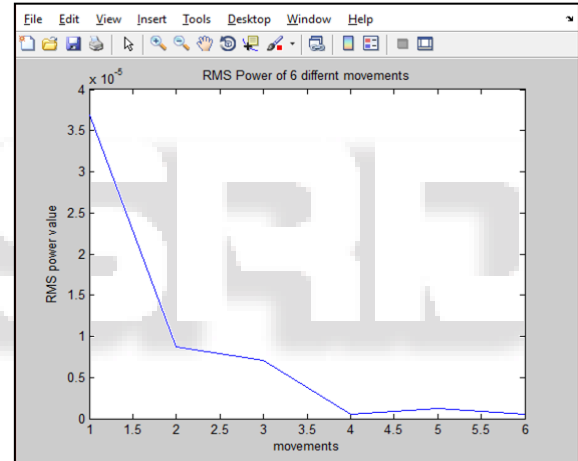 File Edit View Insert Tools Desktop Window Help
x 10^-5
RMS Power of 6 differnt movements
4
3.5
3
2.5
2
1.5
1
0.5
0
RMS power value
1 1.5 2 2.5 3 3.5 4 4.5 5 5.5 6
movements